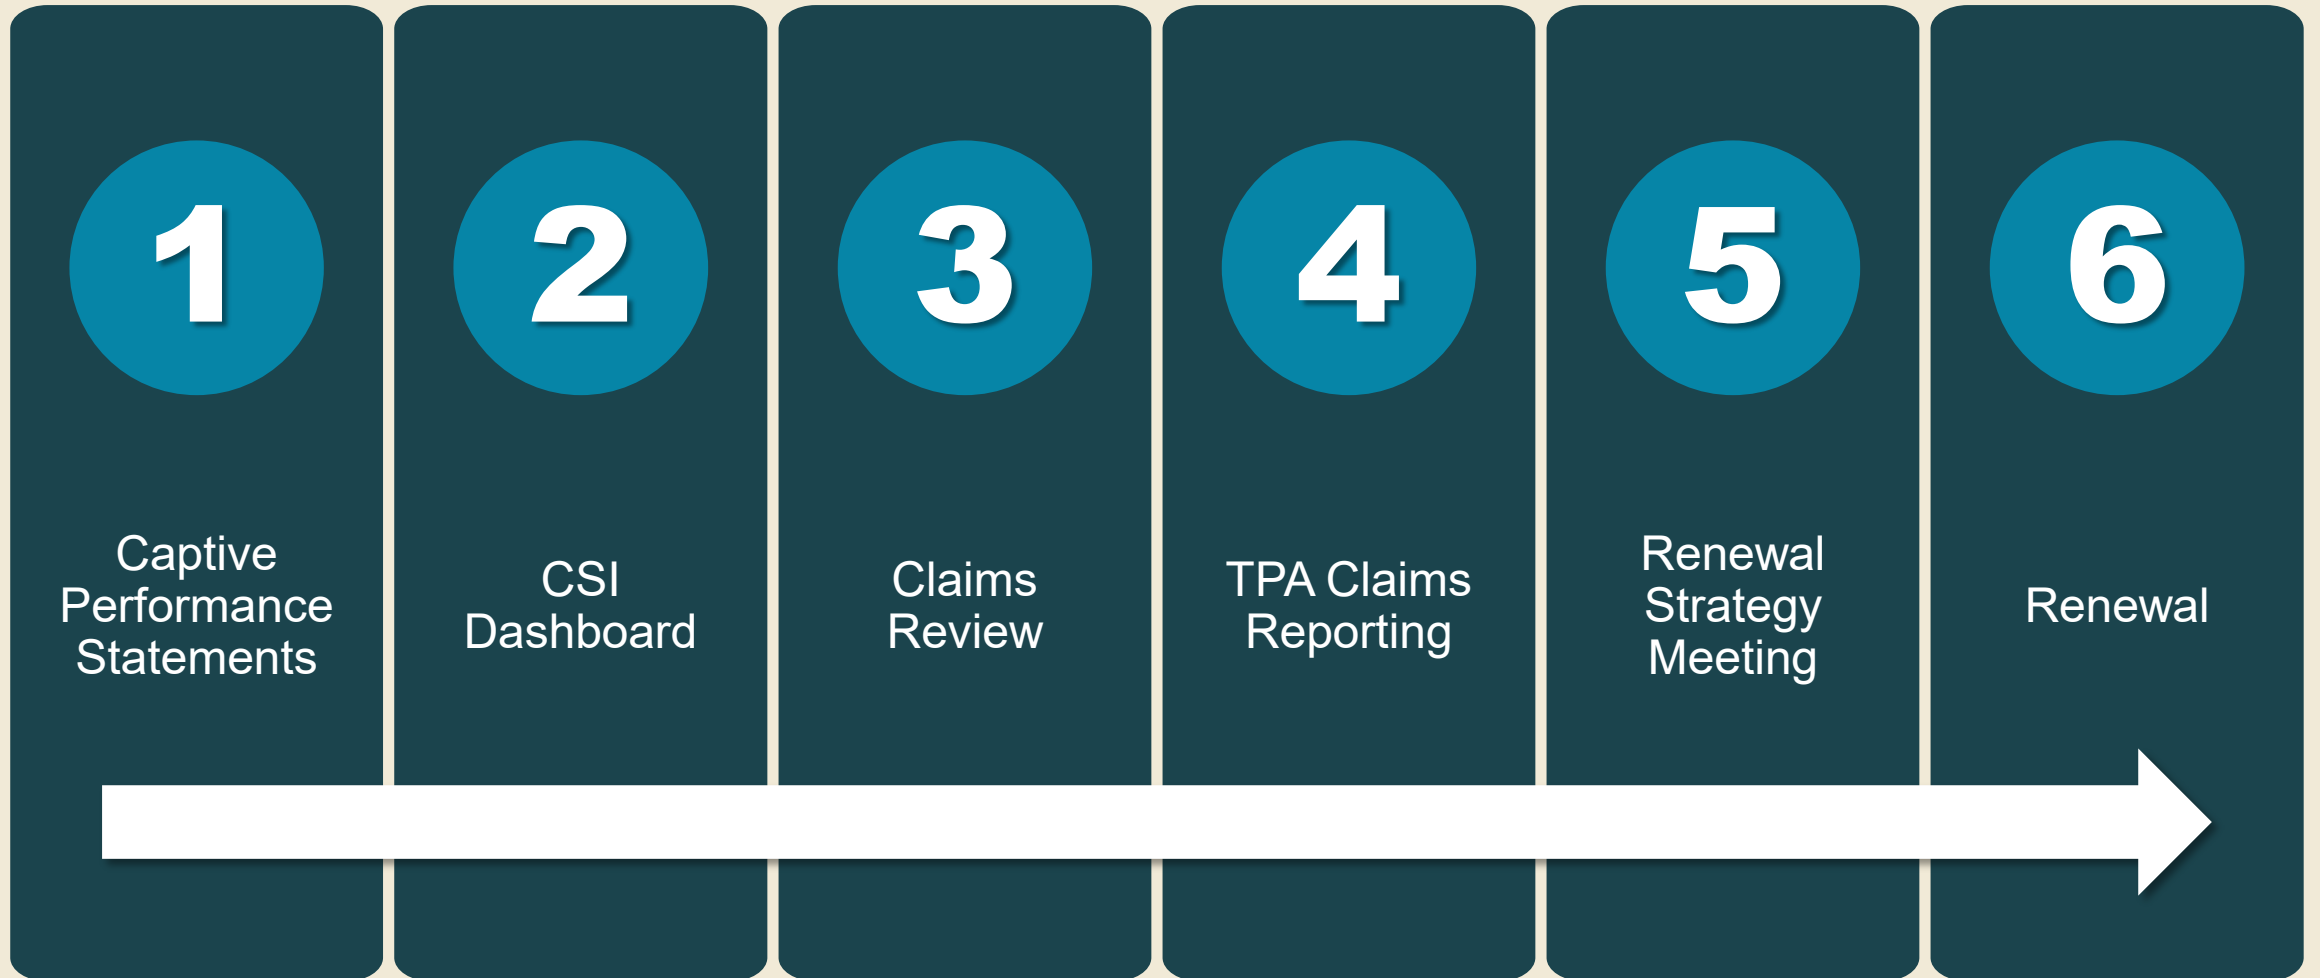 1
Captive
Performance
Statements
2
CSI
Dashboard
3
Claims
Review
4
TPA Claims
Reporting
5
Renewal
Strategy
Meeting
6
Renewal